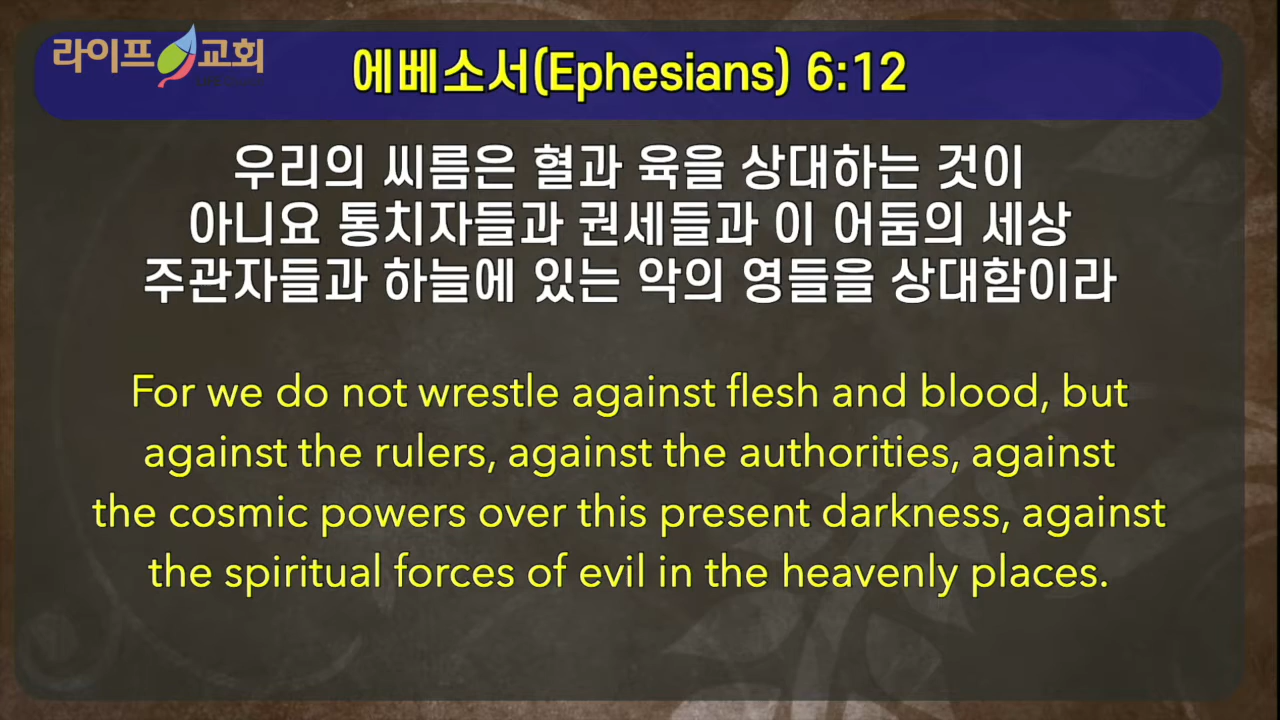 라이프 교회
에베소서(Ephesians) 6:12
우리의 씨름은 혈과 육을 상대하는 것이
아니요 통치자들과 권세들과 이 어둠의 세상
주관자들과 하늘에 있는 악의 영들을 상대함이라
For we do not wrestle against flesh and blood, but
against the rulers, against the authorities, against
the cosmic powers over this present darkness, against
the spiritual forces of evil in the heavenly places.